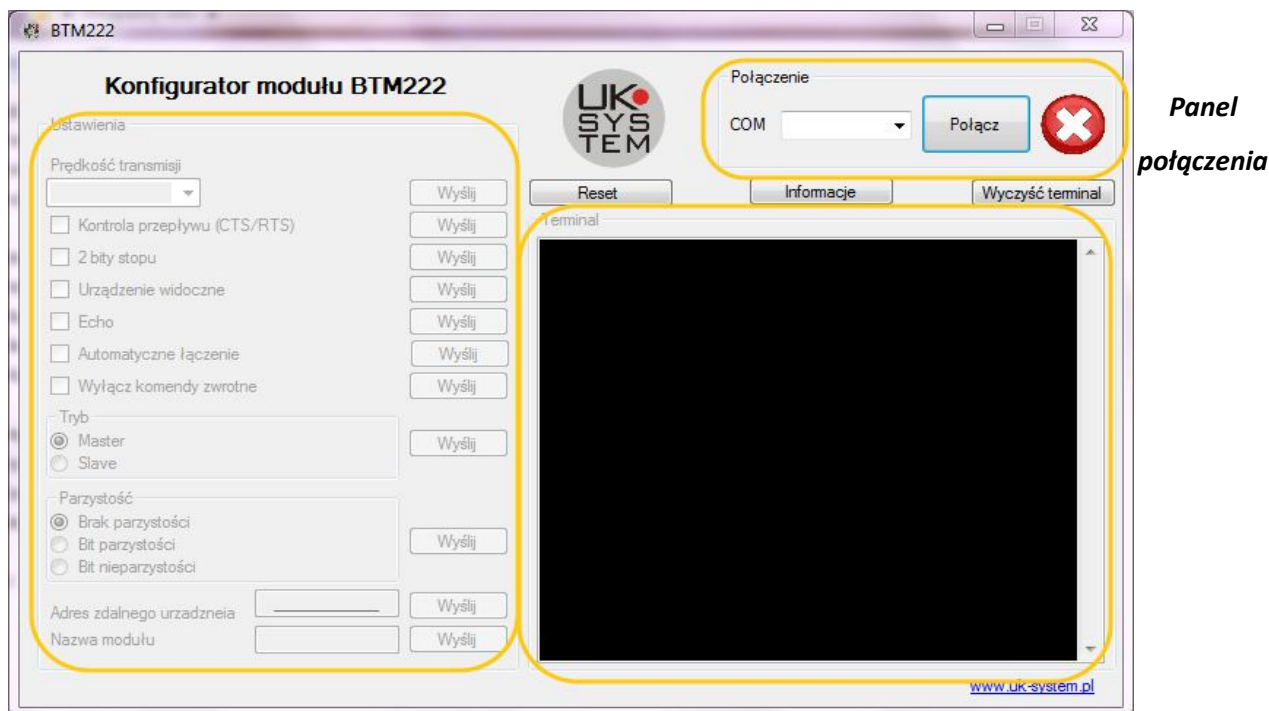 BTM222
Konfigurator modułu BTM222
UK
SYS
TEM
Połączenie
COM
Połącz
Panel
połączenia
Ustawienia
Prędkość transmisji
Wyślij
Reset
Informacje
Wyczyść terminal
Kontrola przepływu (CTS/RTS)
Wyślij
Terminal
2 bity stopu
Wyślij
Urządzenie widoczne
Wyślij
Echo
Wyślij
Automatyczne łączenie
Wyślij
Wyłącz komendy zwrotne
Wyślij
Tryb
Master
Slave
Wyślij
Parzystość
Brak parzystości
Bit parzystości
Bit nieparzystości
Wyślij
Adres zdalnego urzadzneia
Wyślij
Nazwa modułu
Wyślij
www.uk-system.pl